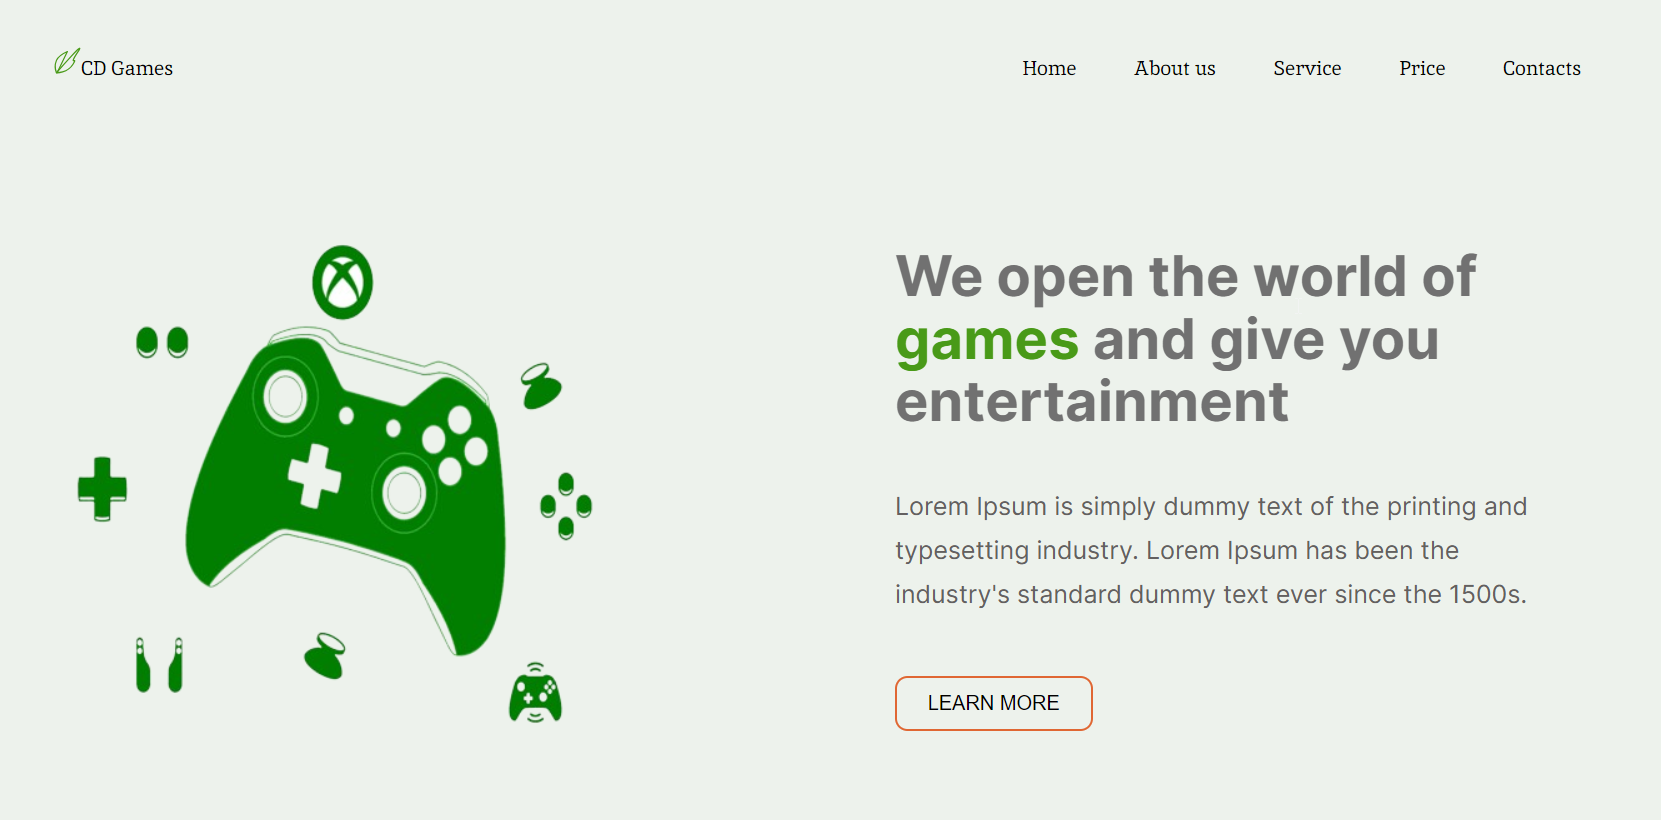 CD Games
Home About us Service Price Contacts
We open the world of
games and give you
entertainment
Lorem Ipsum is simply dummy text of the printing and
typesetting industry. Lorem Ipsum has been the
industry's standard dummy text ever since the 1500s.
LEARN MORE